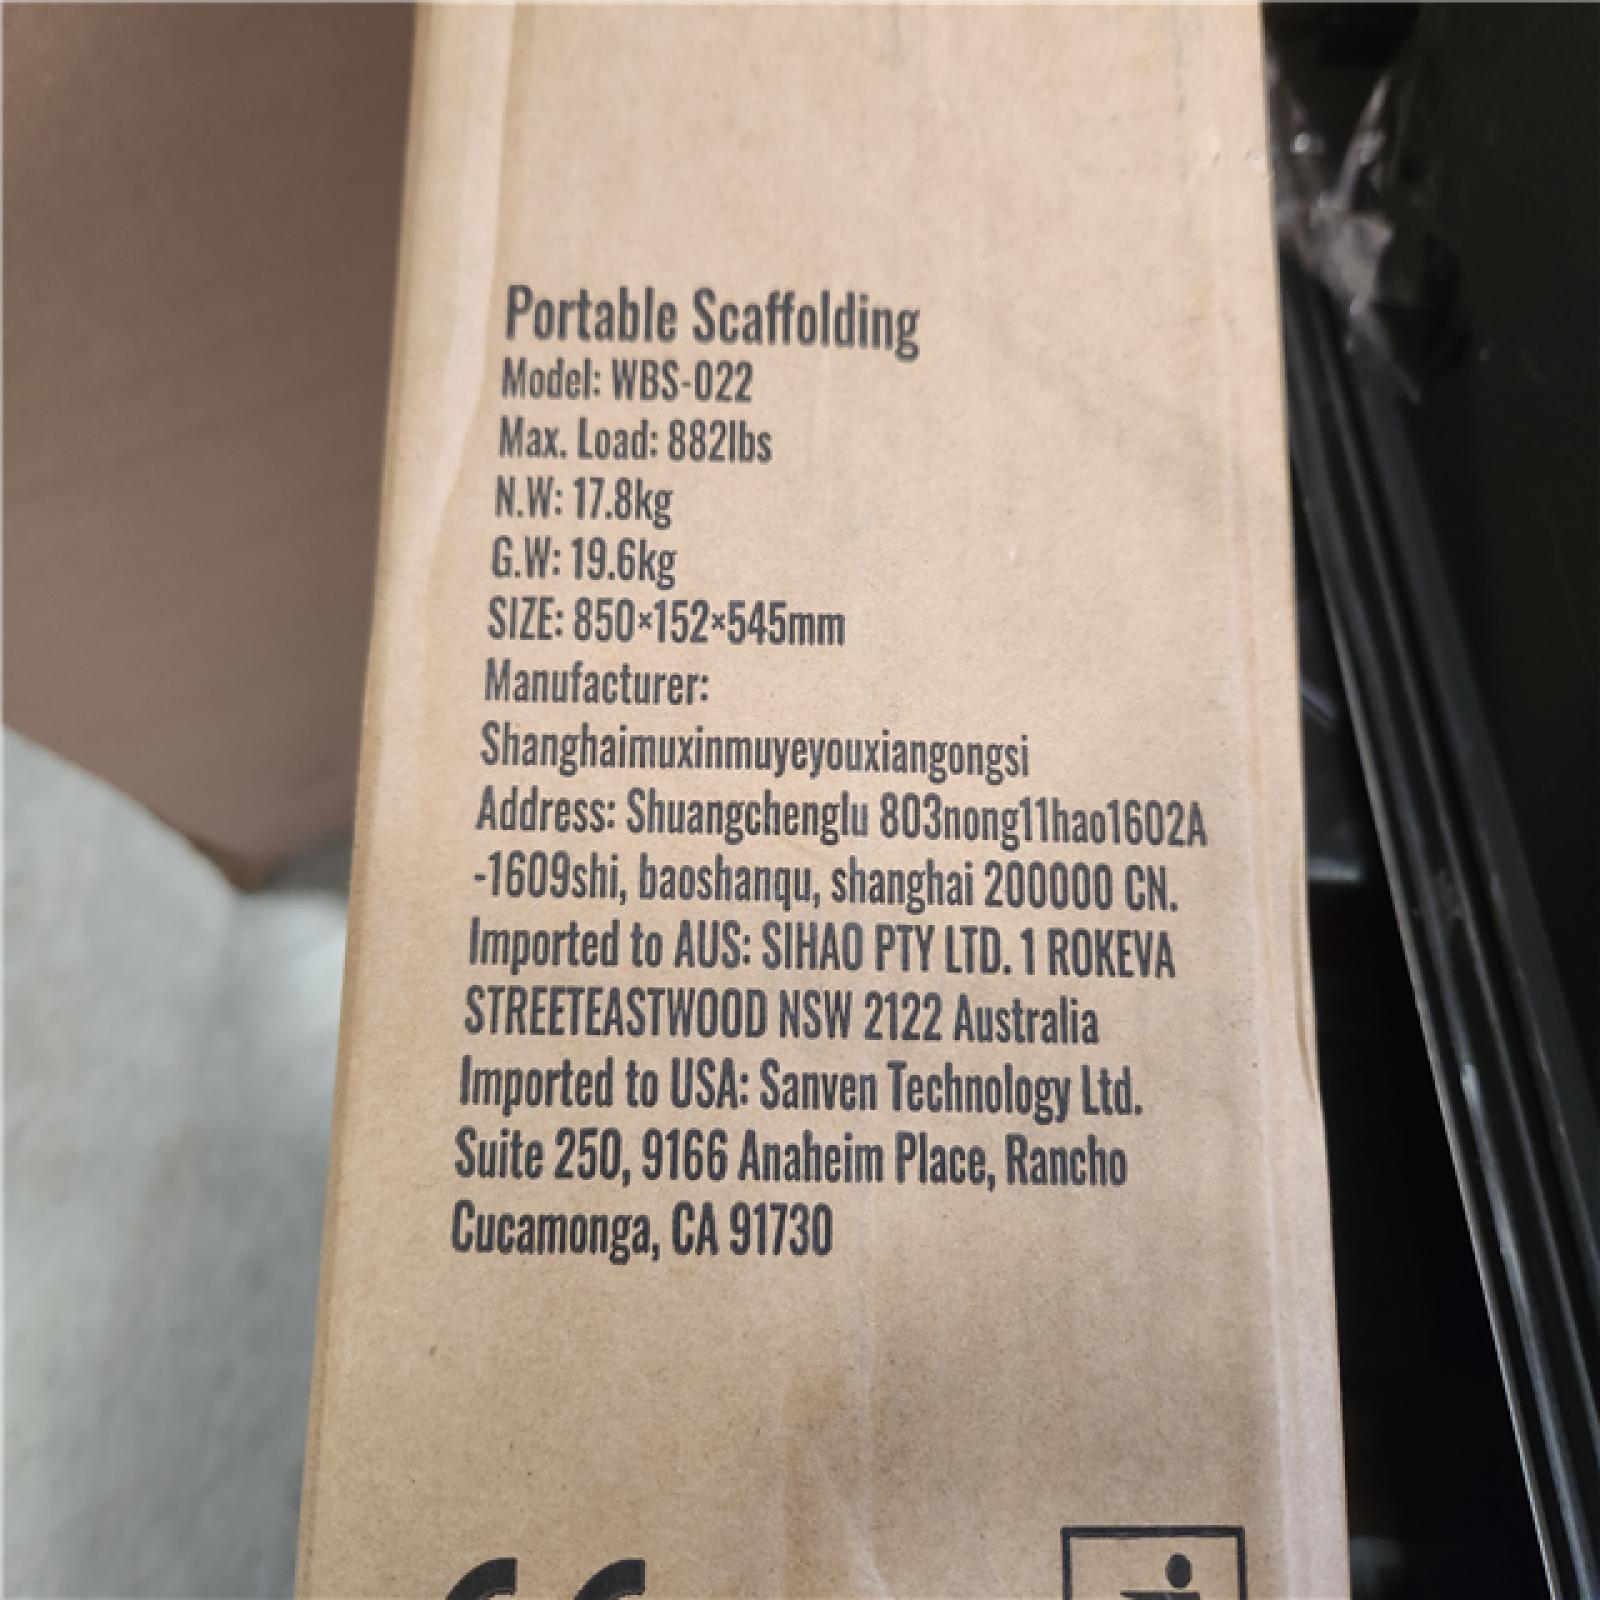 Portable Scaffolding
Model: WBS-022
Max. Load: 882lbs
N.W: 17.8kg
G.W: 19.6kg
SIZE: 850×152×545mm
Manufacturer:
Shanghaimuxinmuyeyouxiangongsi
Address: Shuangchenglu 803nong11hao1602A
-1609shi, baoshanqu, shanghai 200000 CN.
Imported to AUS: SIHAO PTY LTD. 1 ROKEVA
STREETEASTWOOD NSW 2122 Australia
Imported to USA: Sanven Technology Ltd.
Suite 250, 9166 Anaheim Place, Rancho
Cucamonga, CA 91730